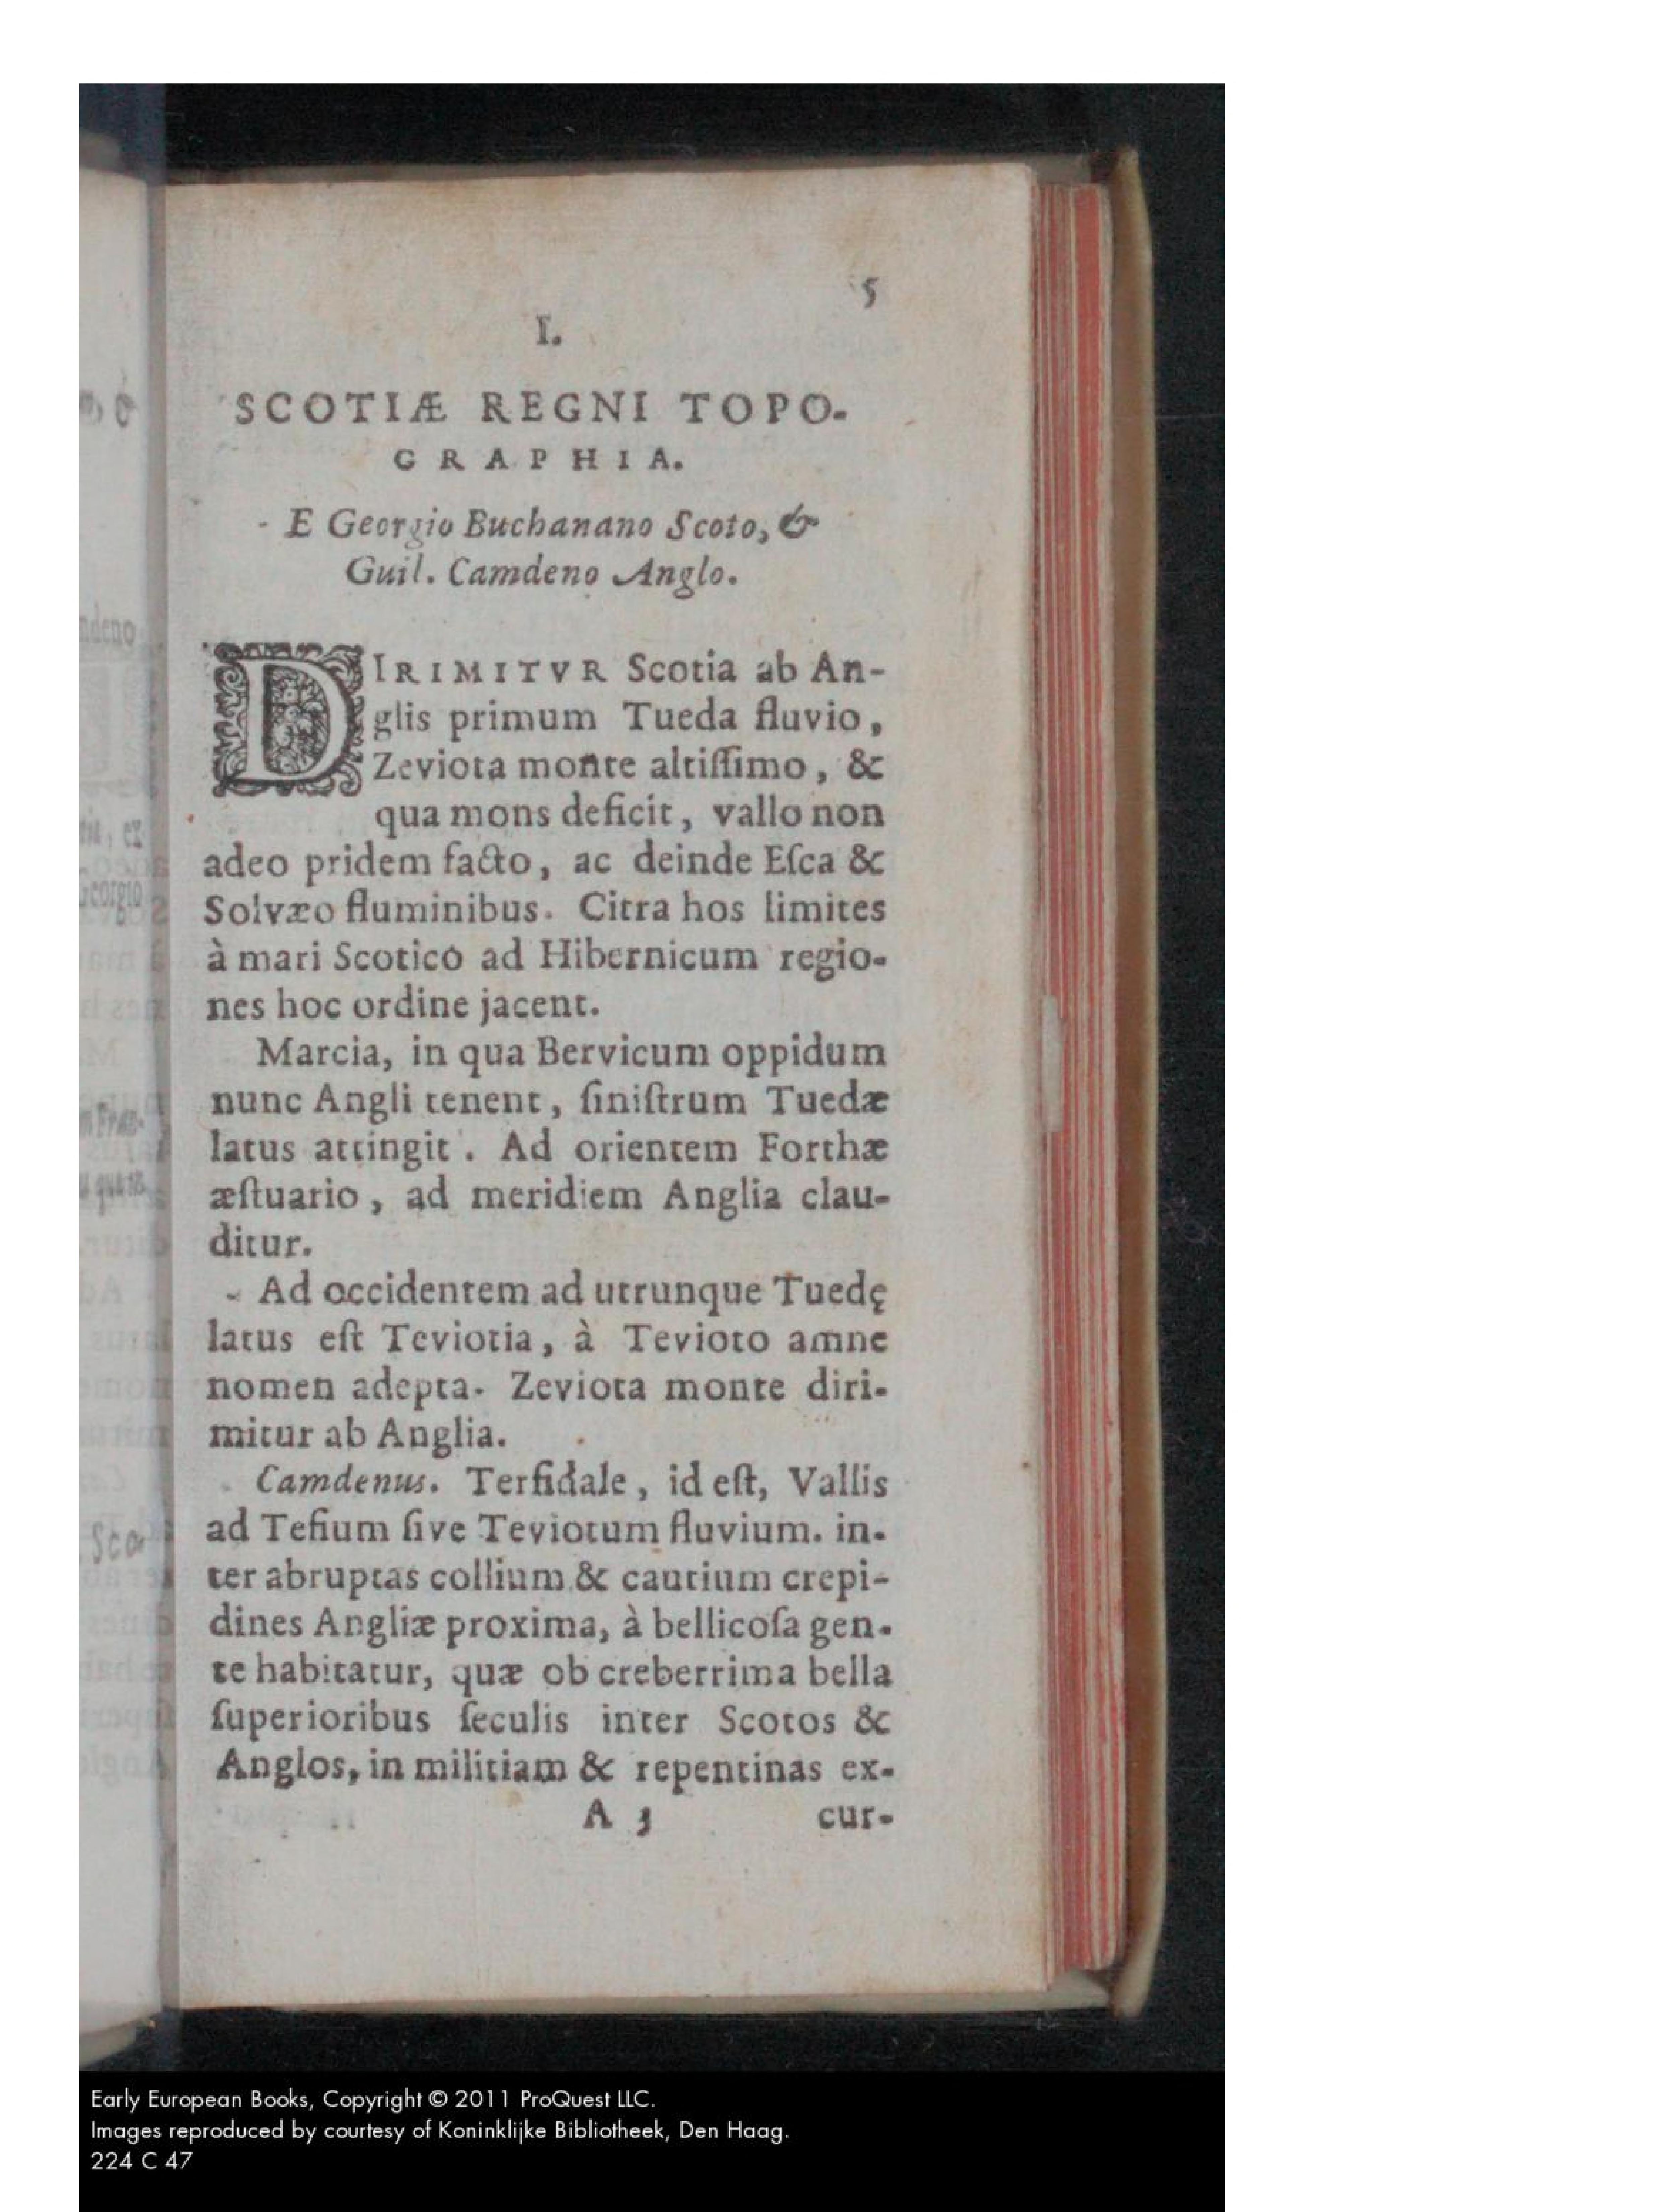 5
I.
SCOTIÆ REGNI TOPO-
GRAPHIA.
E Georgio Buchanano Scoto, &
Guil. Camdeno Anglo.
DIRIMITVR Scotia ab An-
glis primum Tueda fluvio,
Zeviota monte altiſſimo, &
qua mons deficit, vallo non
adeo pridem facto, ac deinde Eſca &
Solvæo fluminibus. Citra hos limites
à mari Scotico ad Hibernicum regio-
nes hoc ordine jacent.
Marcia, in qua Bervicum oppidum
nunc Angli tenent, ſiniſtrum Tuedæ
latus attingit. Ad orientem Forthæ
æſtuario, ad meridiem Anglia clau-
ditur.
Ad occidentem ad utrunque Tuedę
latus eſt Teviotia, à Tevioto amne
nomen adepta. Zeviota monte diri-
mitur ab Anglia.
Camdenus. Terfidale, id eſt, Vallis
ad Tefium ſive Teviotum fluvium. in-
ter abruptas collium & cautium crepi-
dines Angliæ proxima, à bellicoſa gen-
te habitatur, quæ ob creberrima bella
ſuperioribus ſeculis inter Scotos &
Anglos, in militiam & repentinas ex-
A 3 cur-
Early European Books, Copyright © 2011 ProQuest LLC.
Images reproduced by courtesy of Koninklijke Bibliotheek, Den Haag.
224 C 47